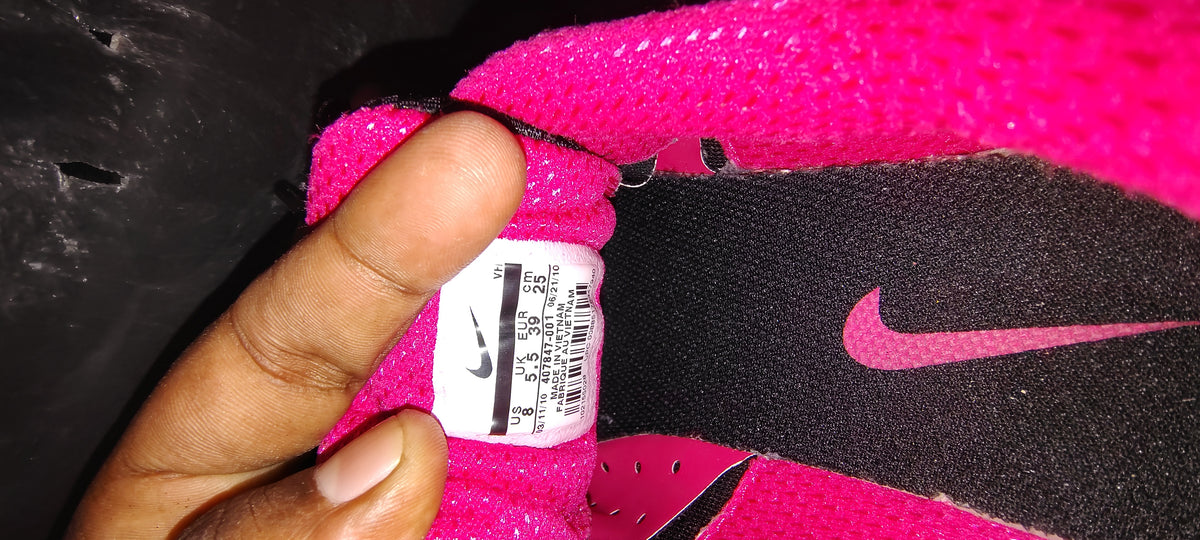 VH
US UK EUR cm
8 5.5 39 25
03/11/10 407847-001 06/21/10
MADE IN VIETNAM
FABRIQUE AU VIETNAM